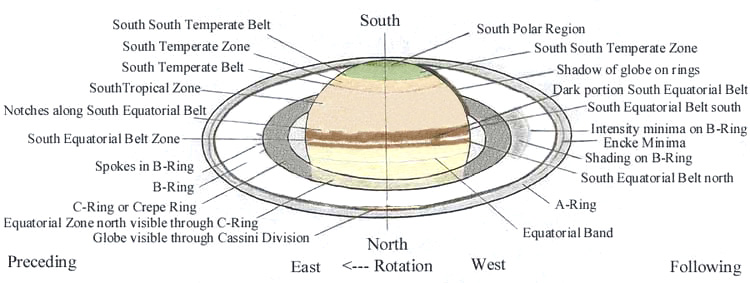 South
South South Temperate Belt
South Temperate Zone
South Temperate Belt
SouthTropical Zone
Notches along South Equatorial Belt
South Equatorial Belt Zone
Spokes in B-Ring
B-Ring
C-Ring or Crepe Ring
Equatorial Zone north visible through C-Ring
Globe visible through Cassini Division
South Polar Region
South South Temperate Zone
Shadow of globe on rings
Dark portion South Equatorial Belt
South Equatorial Belt south
Intensity minima on B-Ring
Encke Minima
Shading on B-Ring
South Equatorial Belt north
A-Ring
Equatorial Band
North
Preceding
East <--- Rotation West
Following